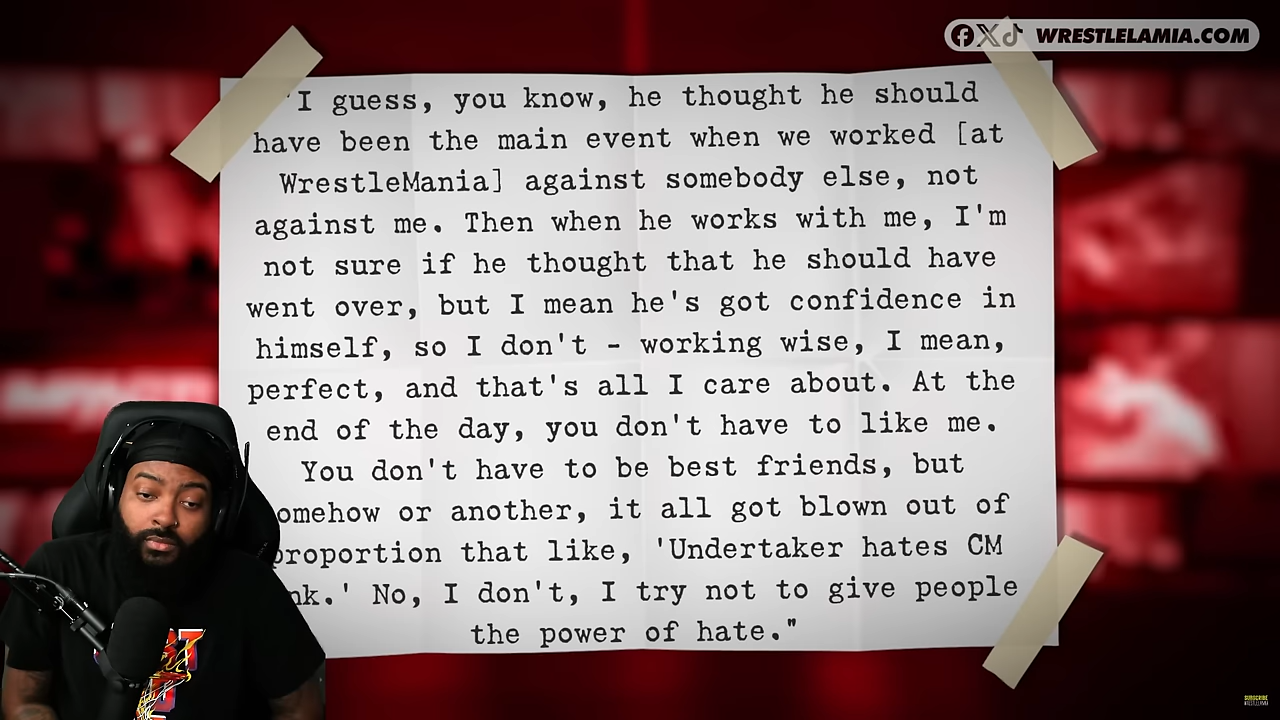 WRESTLELAMIA.COM
"I guess, you know, he thought he should
have been the main event when we worked [at
WrestleMania] against somebody else, not
against me. Then when he works with me, I'm
not sure if he thought that he should have
went over, but I mean he's got confidence in
himself, so I don't - working wise, I mean,
perfect, and that's all I care about. At the
end of the day, you don't have to like me.
You don't have to be best friends, but
omehow or another, it all got blown out of
proportion that like, 'Undertaker hates CM
nk.' No, I don't, I try not to give people
the power of hate."
SUBSCRIBE
WRESTLELAMIA